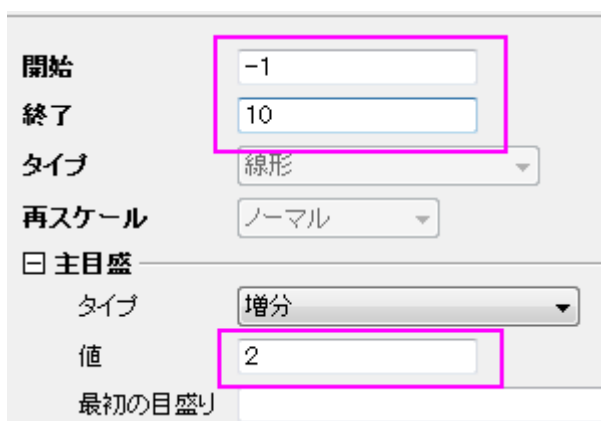 開始 -1
終了 10
タイプ 線形
再スケール ノーマル
主目盛
タイプ 増分
値 2
最初の目盛り